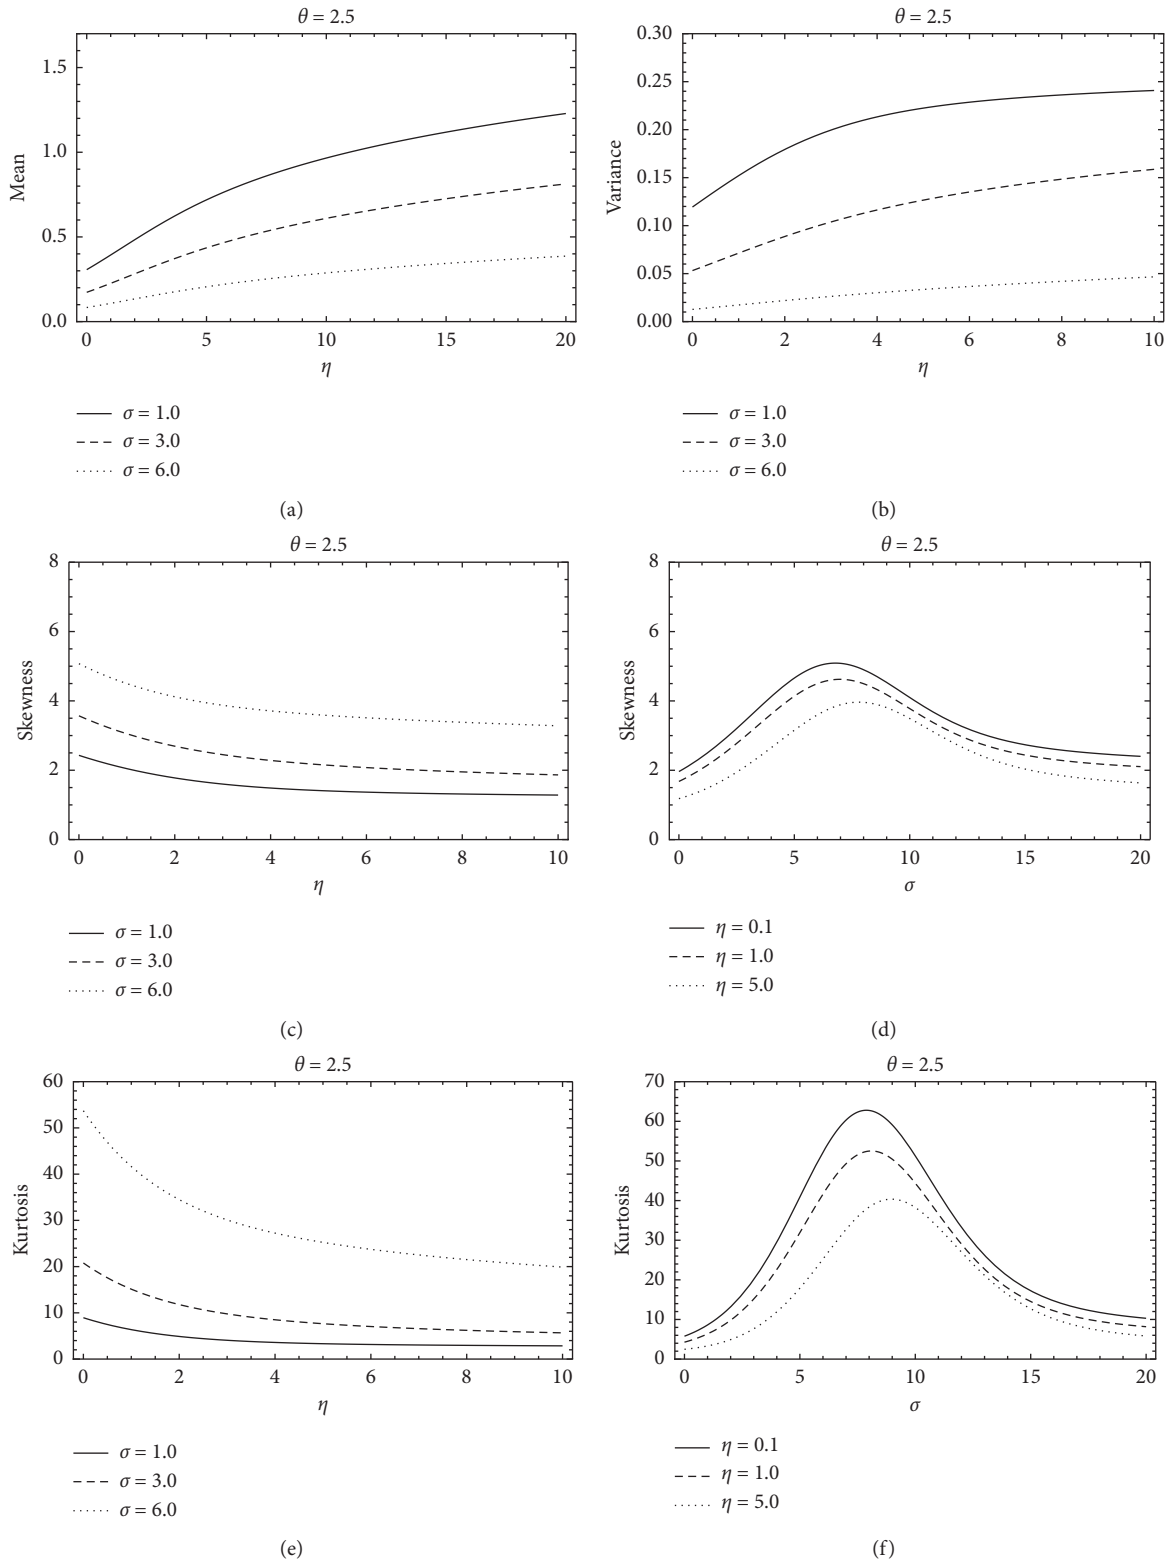 θ = 2.5
Mean
1.5
1.0
0.5
0.0
0 5 10 15 20
η
σ = 1.0
σ = 3.0
σ = 6.0
(a)
θ = 2.5
Variance
0.30
0.25
0.20
0.15
0.10
0.05
0.00
0 2 4 6 8 10
η
σ = 1.0
σ = 3.0
σ = 6.0
(b)
θ = 2.5
Skewness
8
6
4
2
0
0 2 4 6 8 10
η
σ = 1.0
σ = 3.0
σ = 6.0
(c)
θ = 2.5
Skewness
8
6
4
2
0
0 5 10 15 20
σ
η = 0.1
η = 1.0
η = 5.0
(d)
θ = 2.5
Kurtosis
60
50
40
30
20
10
0
0 2 4 6 8 10
η
σ = 1.0
σ = 3.0
σ = 6.0
(e)
θ = 2.5
Kurtosis
70
60
50
40
30
20
10
0
0 5 10 15 20
σ
η = 0.1
η = 1.0
η = 5.0
(f)